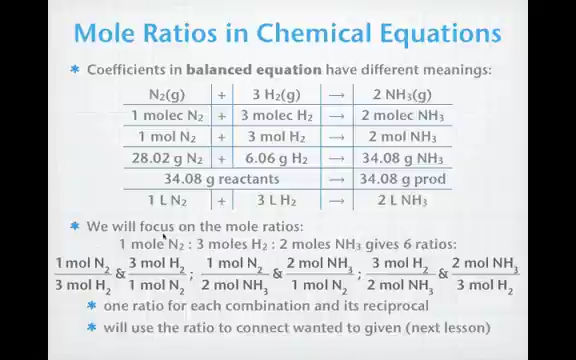 Mole Ratios in Chemical Equations
* Coefficients in balanced equation have different meanings:
N2(g) + 3 H2(g) → 2 NH3(g)
1 molec N2 + 3 molec H2 → 2 molec NH3
1 mol N2 + 3 mol H2 → 2 mol NH3
28.02 g N2 + 6.06 g H2 → 34.08 g NH3
34.08 g reactants → 34.08 g prod
1 L N2 + 3 L H2 → 2 L NH3
* We will focus on the mole ratios:
1 mole N2 : 3 moles H2 : 2 moles NH3 gives 6 ratios:
1 mol N2 / 3 mol H2 & 3 mol H2 / 1 mol N2 ; 1 mol N2 / 2 mol NH3 & 2 mol NH3 / 1 mol N2 ; 3 mol H2 / 2 mol NH3 & 2 mol NH3 / 3 mol H2
* one ratio for each combination and its reciprocal
* will use the ratio to connect wanted to given (next lesson)